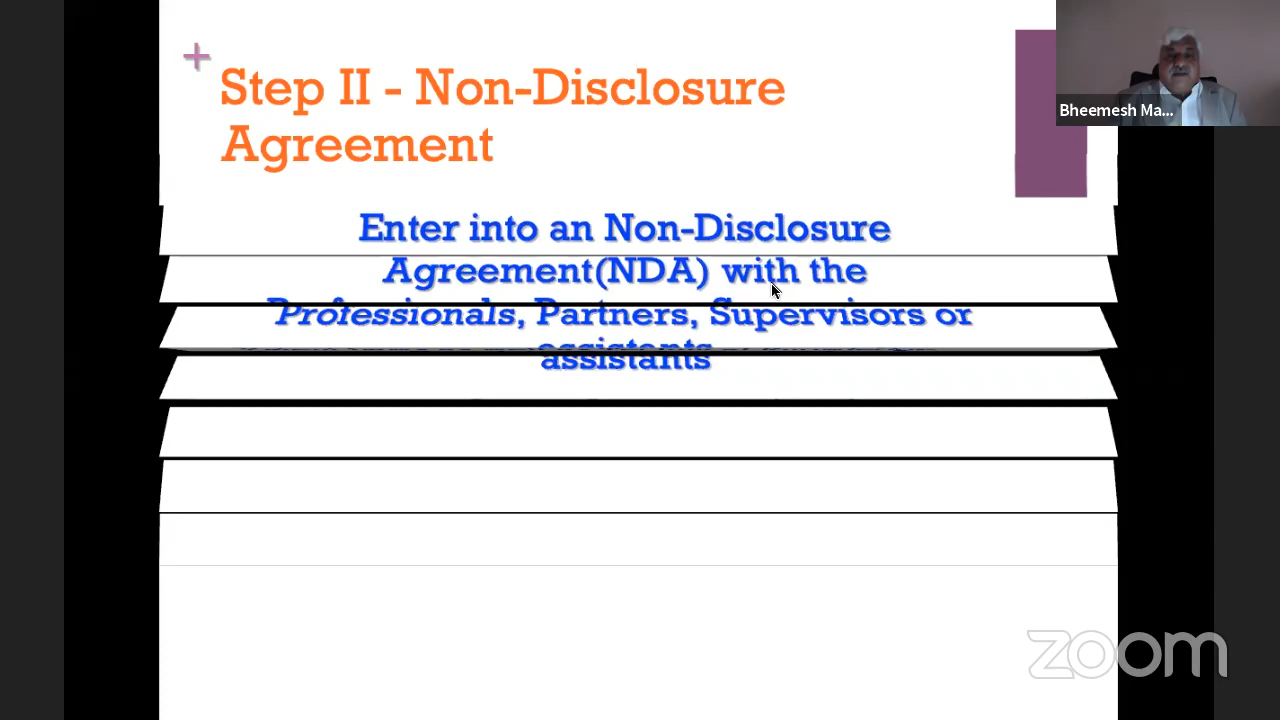 +
Step II - Non-Disclosure
Agreement
Bheemesh Ma...
Enter into an Non-Disclosure
Agreement(NDA) with the
Professionals, Partners, Supervisors or
assistants
zoom